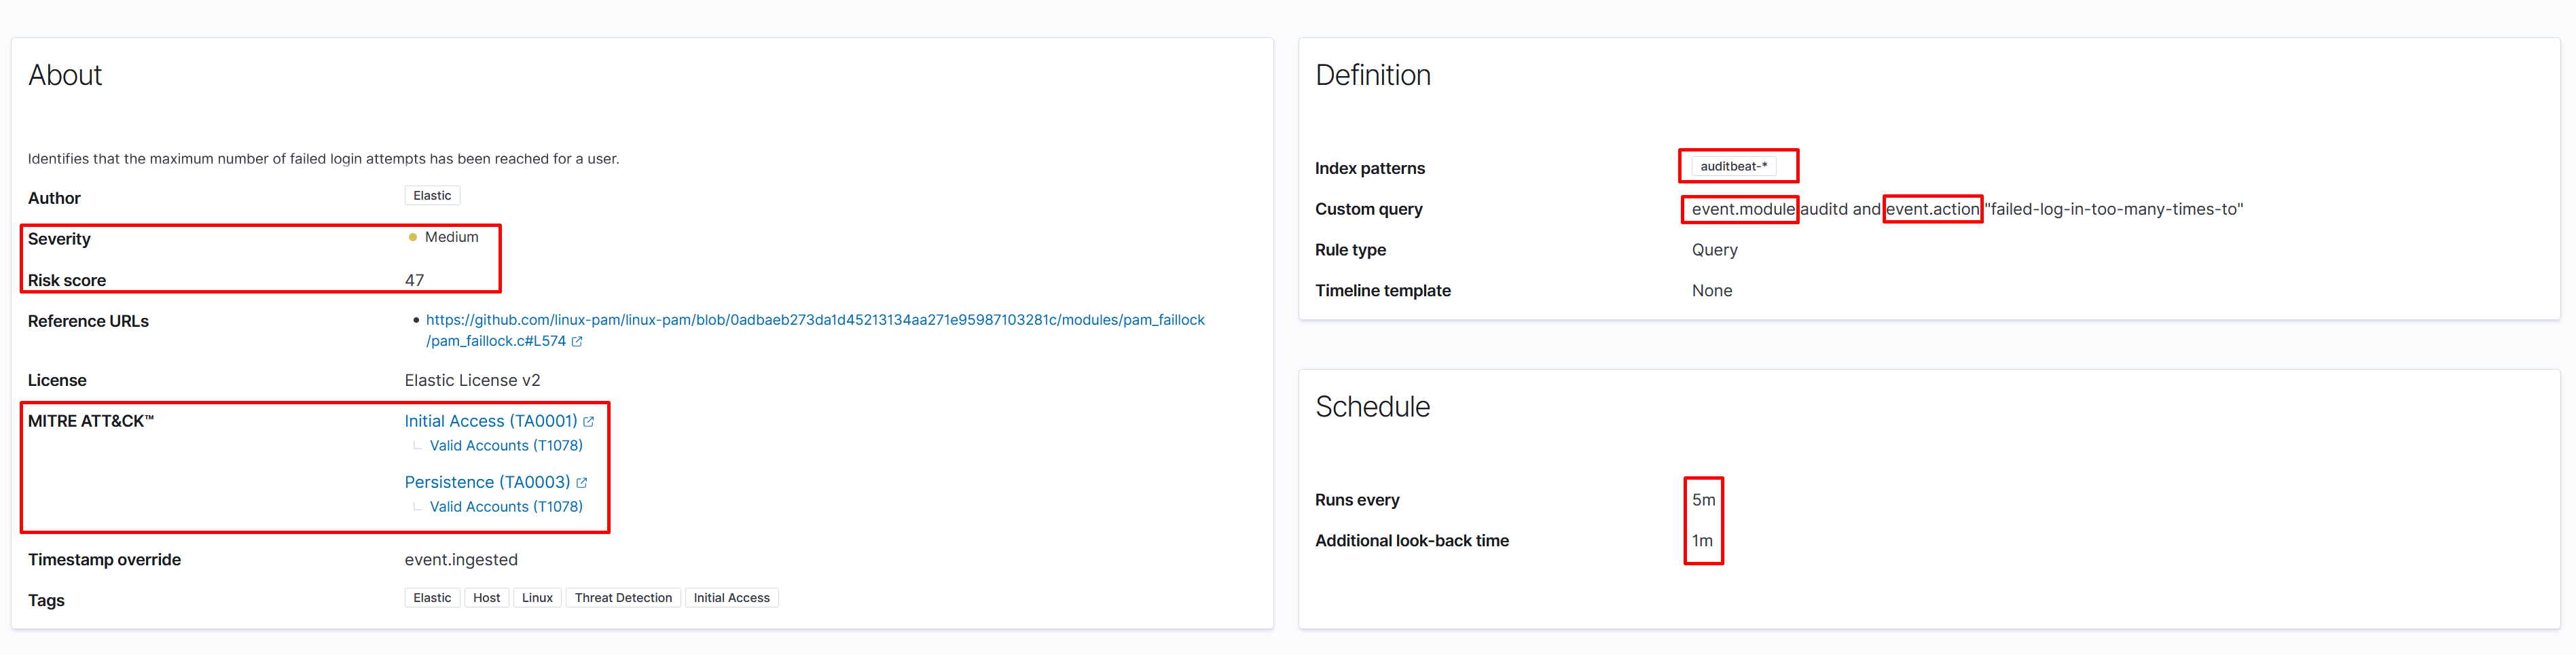 About
Identifies that the maximum number of failed login attempts has been reached for a user.
Author Elastic
Severity Medium
Risk score 47
Reference URLs • https://github.com/linux-pam/linux-pam/blob/0adbaeb273da1d45213134aa271e95987103281c/modules/pam_faillock
/pam_faillock.c#L574
License Elastic License v2
MITRE ATT&CK™ Initial Access (TA0001)
Valid Accounts (T1078)
Persistence (TA0003)
Valid Accounts (T1078)
Timestamp override event.ingested
Tags Elastic Host Linux Threat Detection Initial Access
Definition
Index patterns auditbeat-*
Custom query event.module auditd and event.action "failed-log-in-too-many-times-to"
Rule type Query
Timeline template None
Schedule
Runs every 5m
Additional look-back time 1m